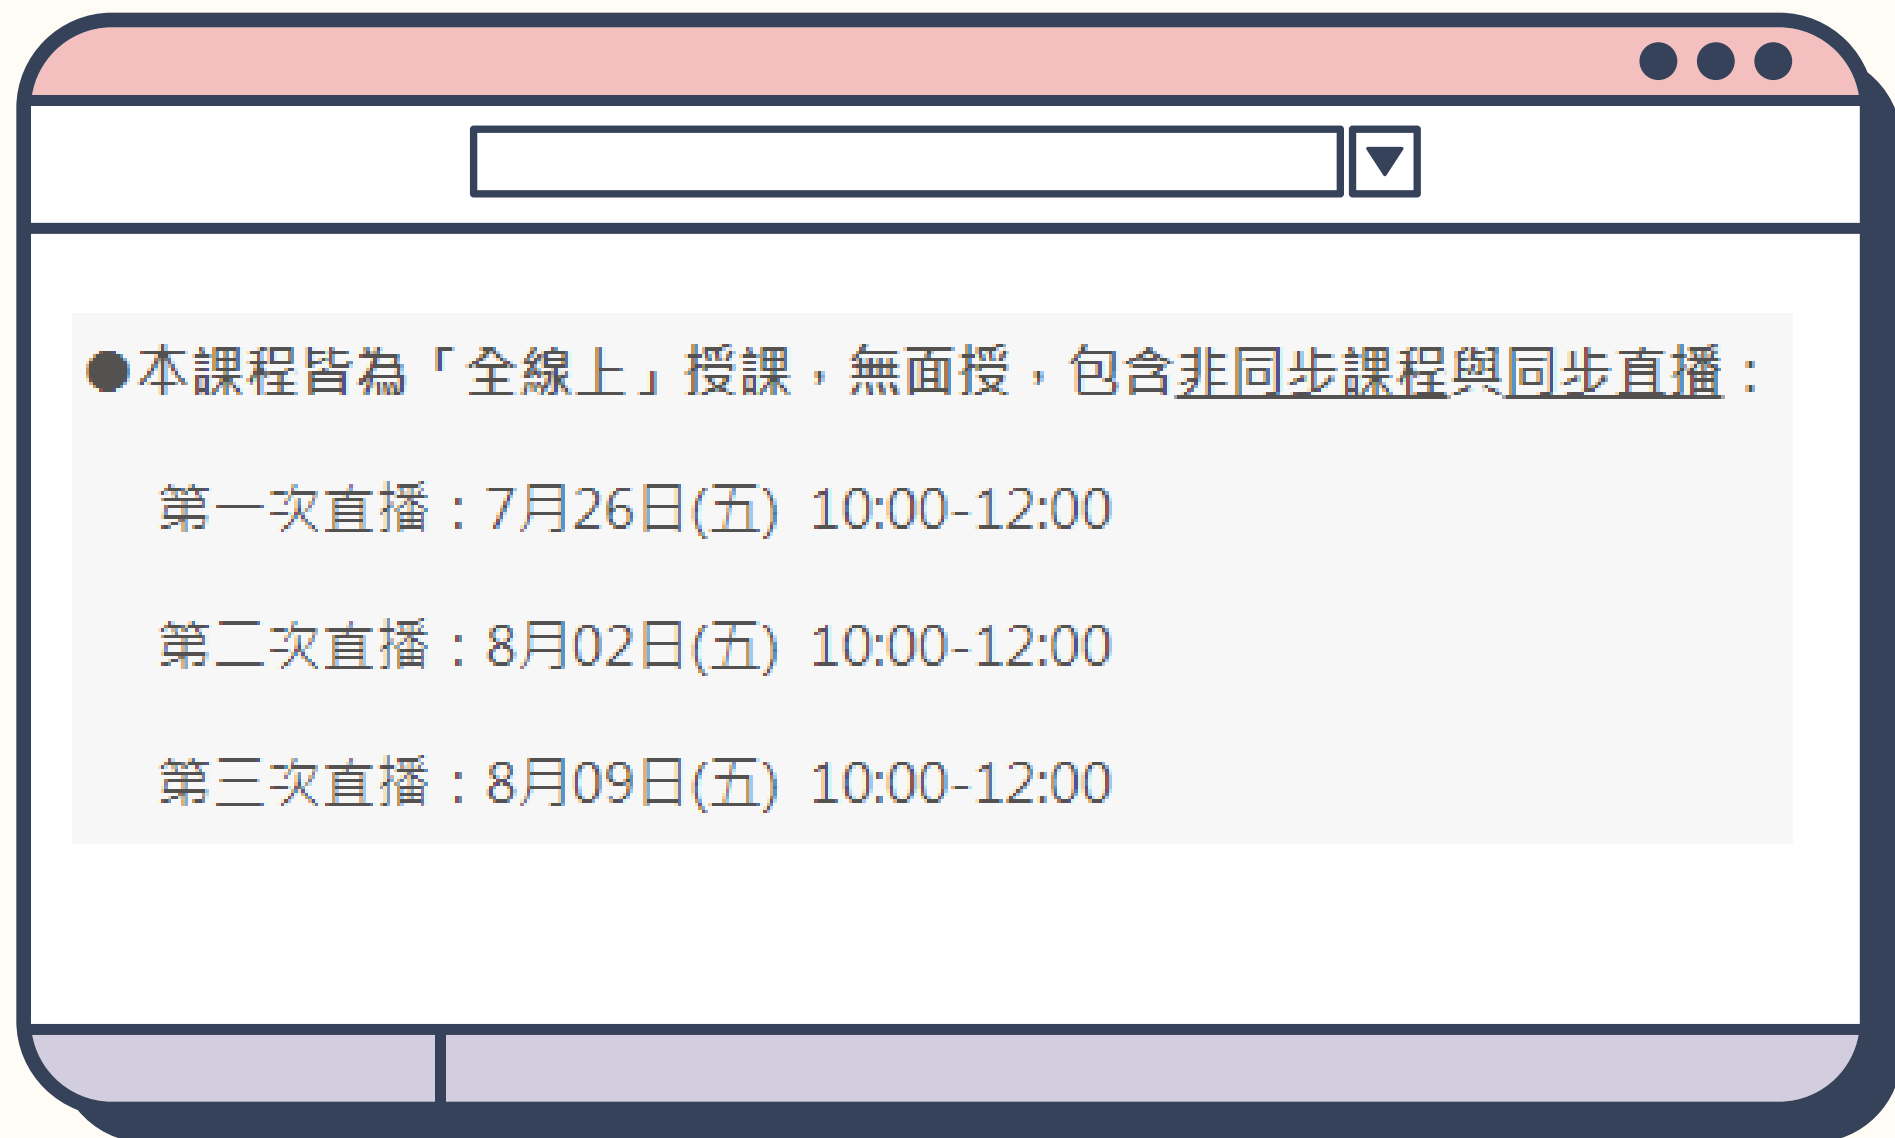 ●本課程皆為「全線上」授課，無面授，包含非同步課程與同步直播：
第一次直播：7月26日(五) 10:00-12:00
第二次直播：8月02日(五) 10:00-12:00
第三次直播：8月09日(五) 10:00-12:00